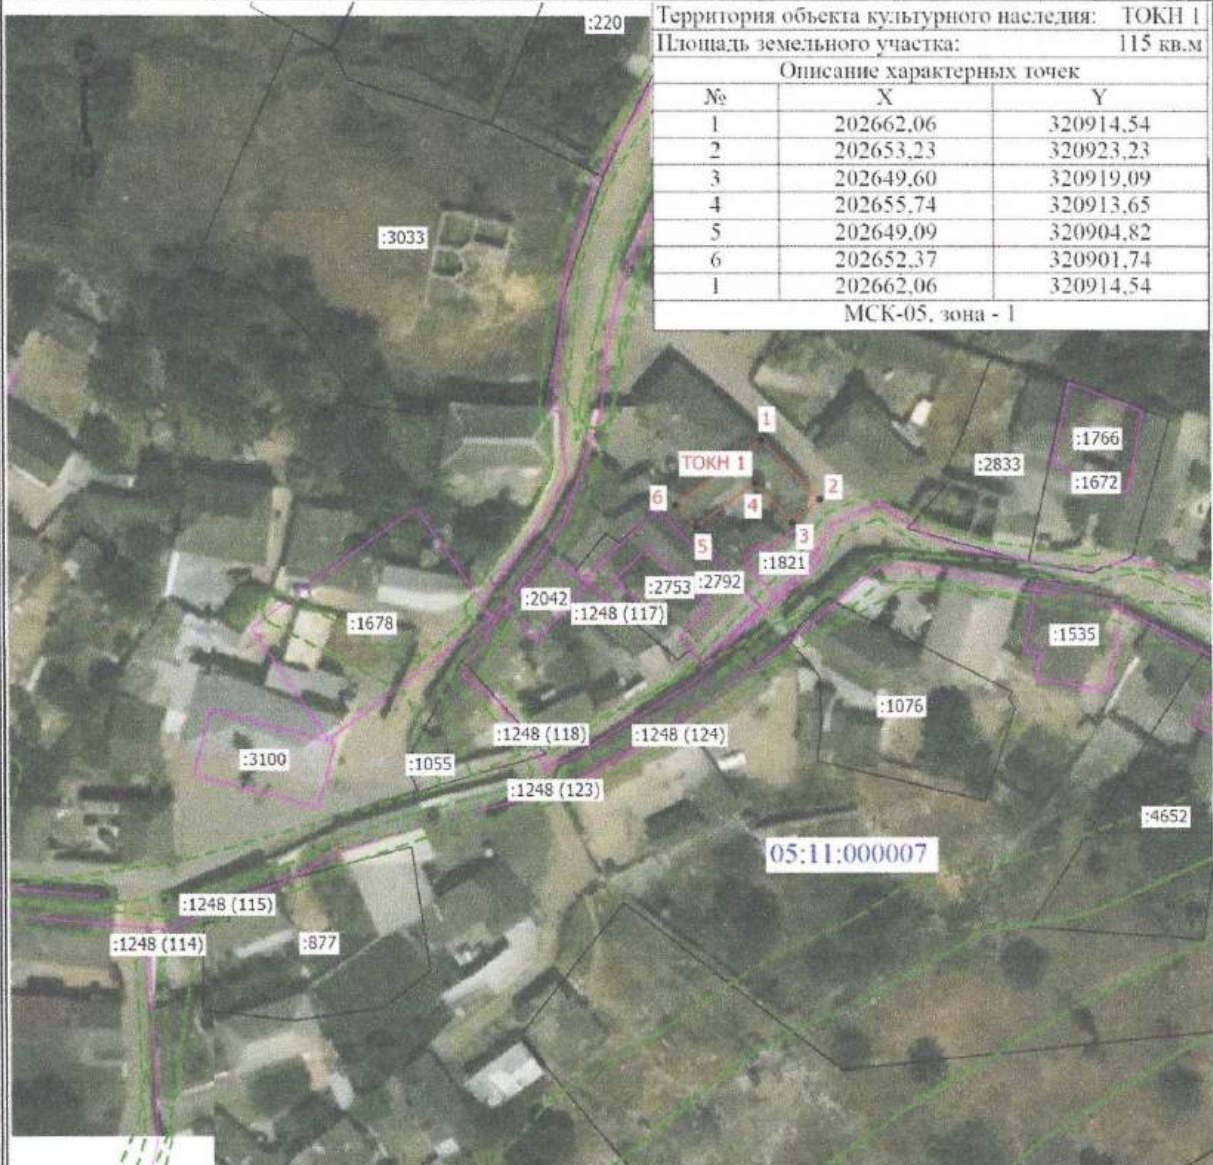 Территория объекта культурного наследия: ТОКН 1
Площадь земельного участка: 115 кв.м
Описание характерных точек
№ X Y
1 202662,06 320914,54
2 202653,23 320923,23
3 202649,60 320919,09
4 202655,74 320913,65
5 202649,09 320904,82
6 202652,37 320901,74
1 202662,06 320914,54
МСК-05, зона - 1
:220
:3033
1
:1766
ТОКН 1
:2833
:1672
6
4
2
3
5
:1821
:2753
:2792
:2042
:1248 (117)
:1678
:1535
:1076
:1248 (118)
:1248 (124)
:3100
:1055
:1248 (123)
:4652
05:11:000007
:1248 (115)
:1248 (114)
:877